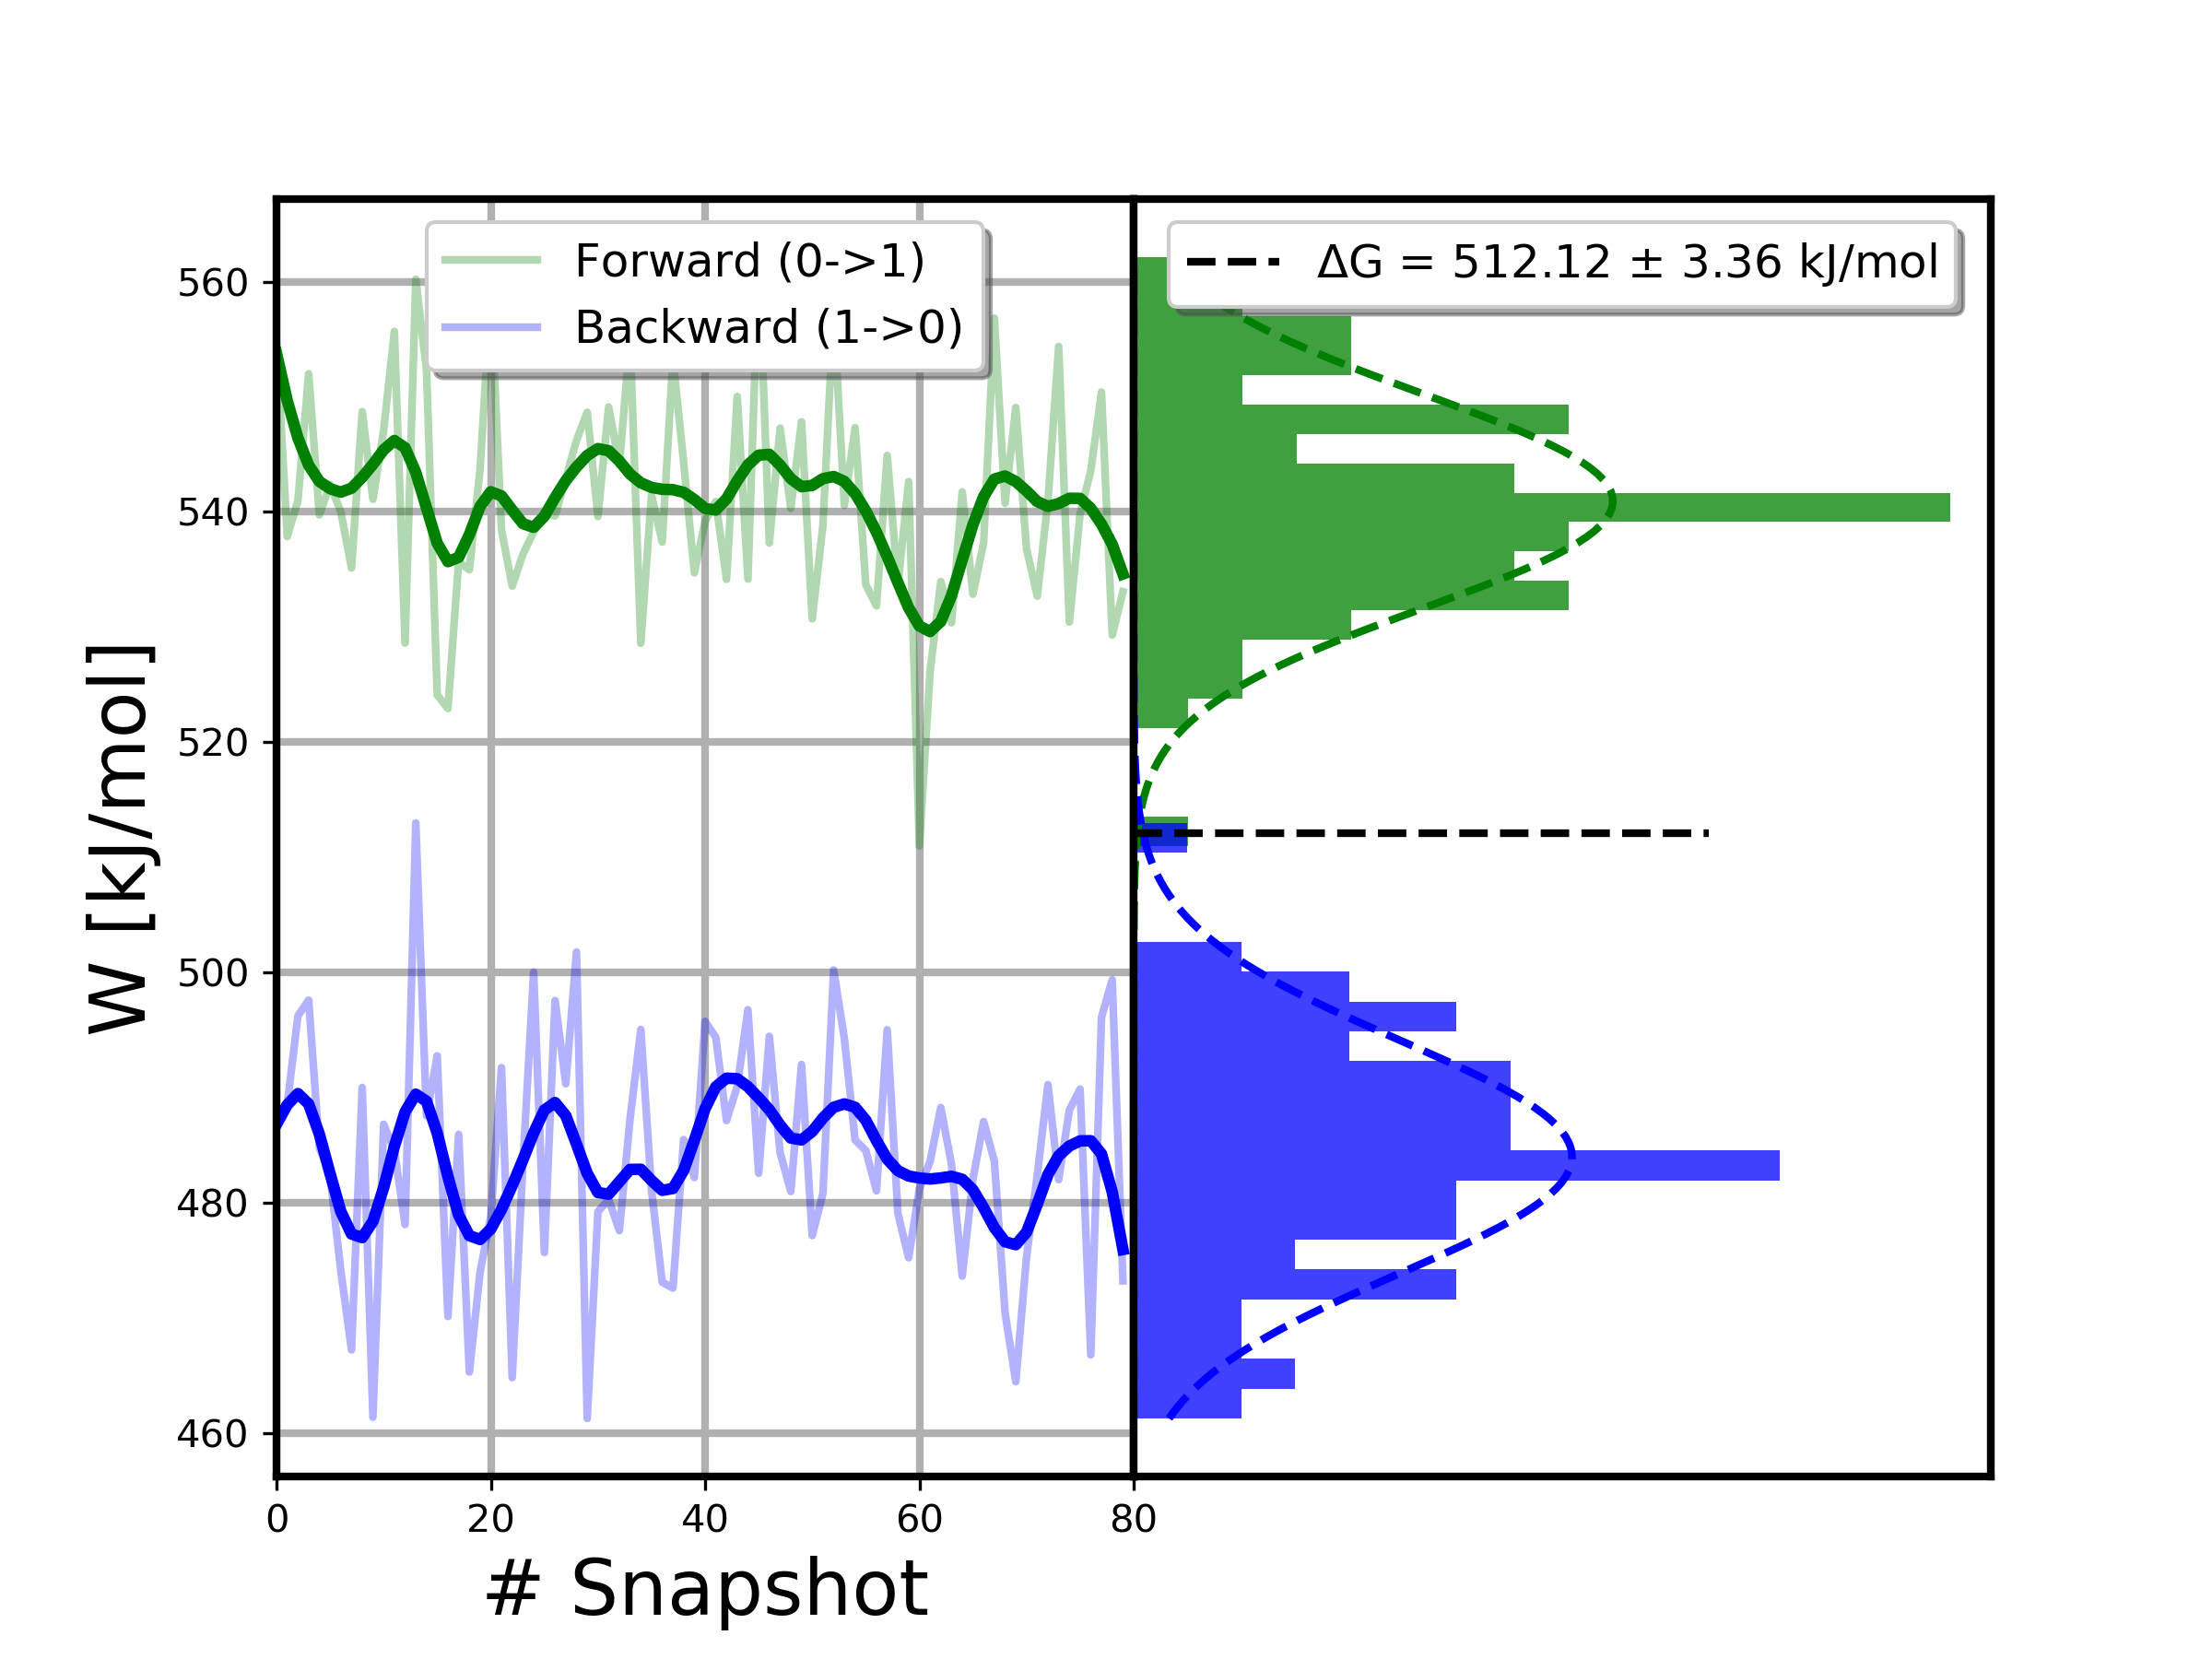 Forward (0->1)
Backward (1->0)
ΔG = 512.12 ± 3.36 kJ/mol
560
540
520
500
480
460
W [kJ/mol]
0
20
40
60
80
# Snapshot